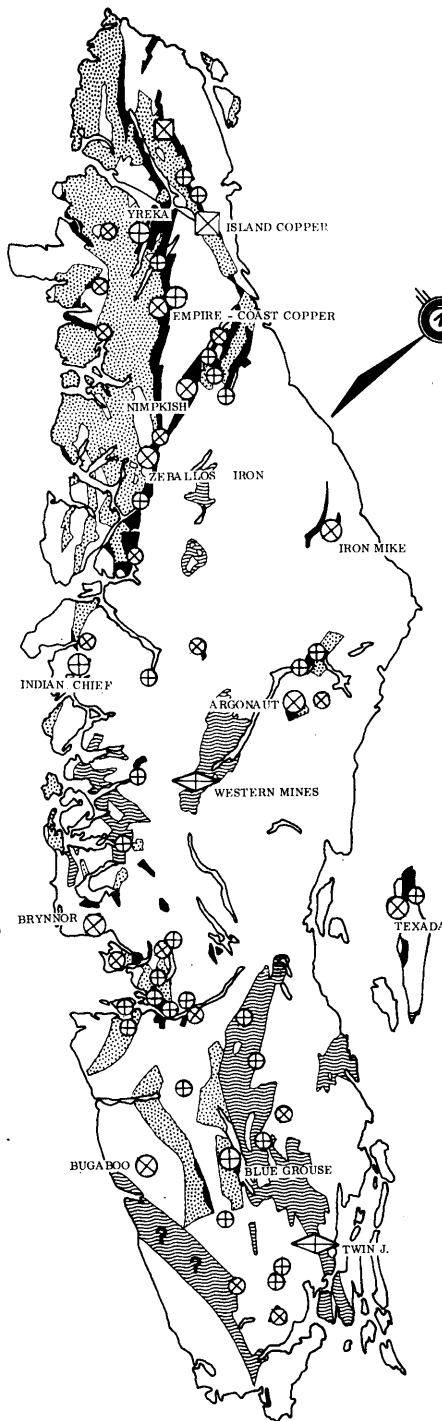 YREKA
ISLAND COPPER
EMPIRE - COAST COPPER
NIMPKISH
ZEBALLOS IRON
IRON MIKE
INDIAN CHIEF
ARGONAUT
WESTERN MINES
BRYNNOR
TEXADA
BUGABOO
BLUE GROUSE
?
?
TWIN J.